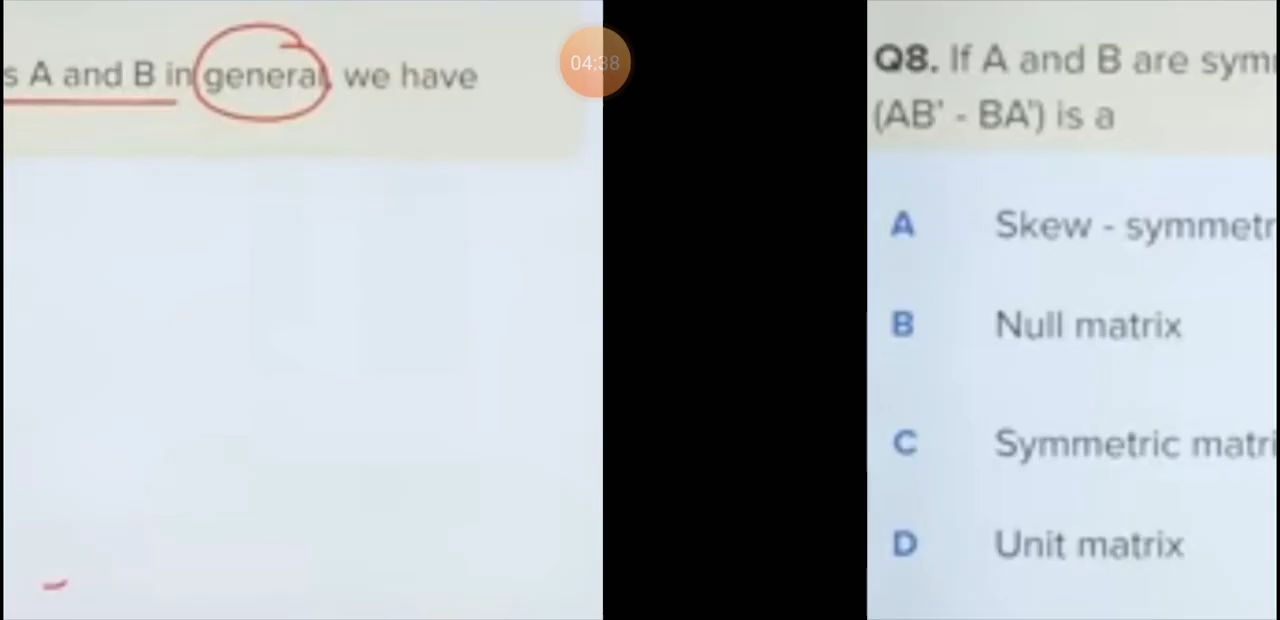 s A and B in general, we have
04:38
Q8. If A and B are sym
(AB' - BA') is a
A Skew - symmetr
B Null matrix
C Symmetric matri
D Unit matrix